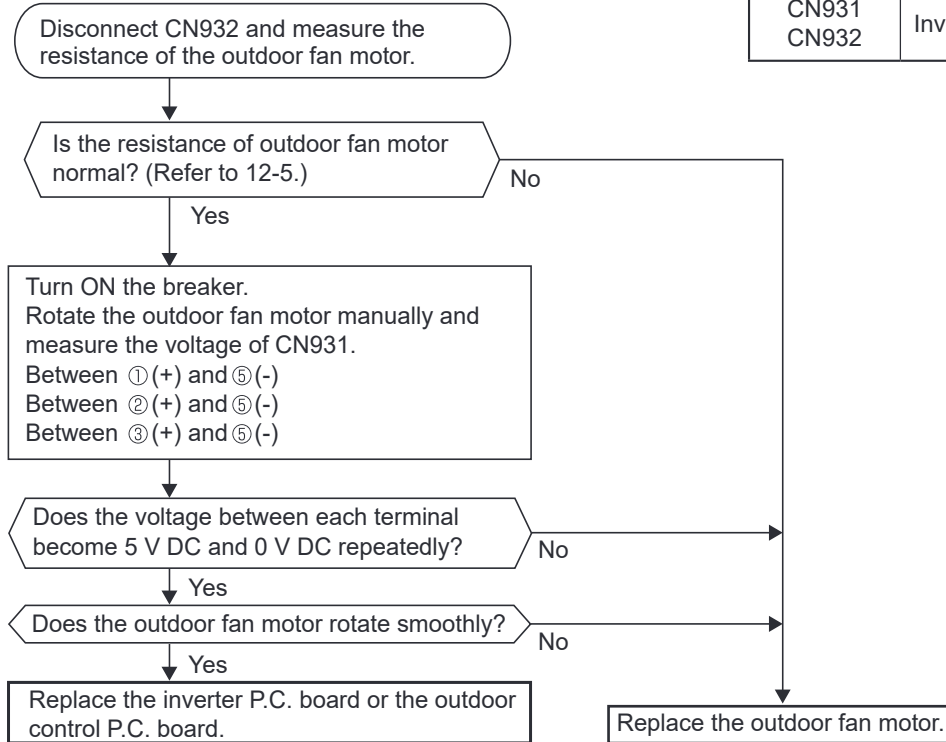 Disconnect CN932 and measure the
resistance of the outdoor fan motor.
CN931
CN932
Inv
Is the resistance of outdoor fan motor
normal? (Refer to 12-5.)
No
Yes
Turn ON the breaker.
Rotate the outdoor fan motor manually and
measure the voltage of CN931.
Between ①(+) and ⑤(-)
Between ②(+) and ⑤(-)
Between ③(+) and ⑤(-)
Does the voltage between each terminal
become 5 V DC and 0 V DC repeatedly?
No
Yes
Does the outdoor fan motor rotate smoothly?
No
Yes
Replace the inverter P.C. board or the outdoor
control P.C. board.
Replace the outdoor fan motor.